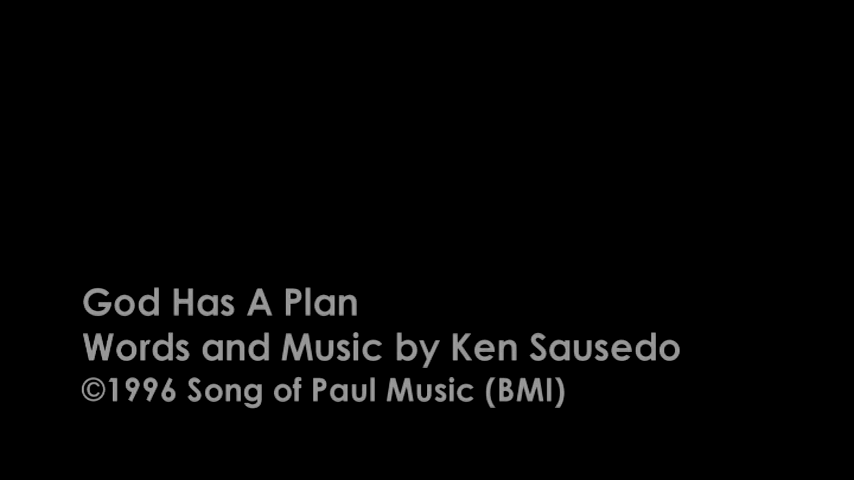 God Has A Plan
Words and Music by Ken Sausedo
©1996 Song of Paul Music (BMI)